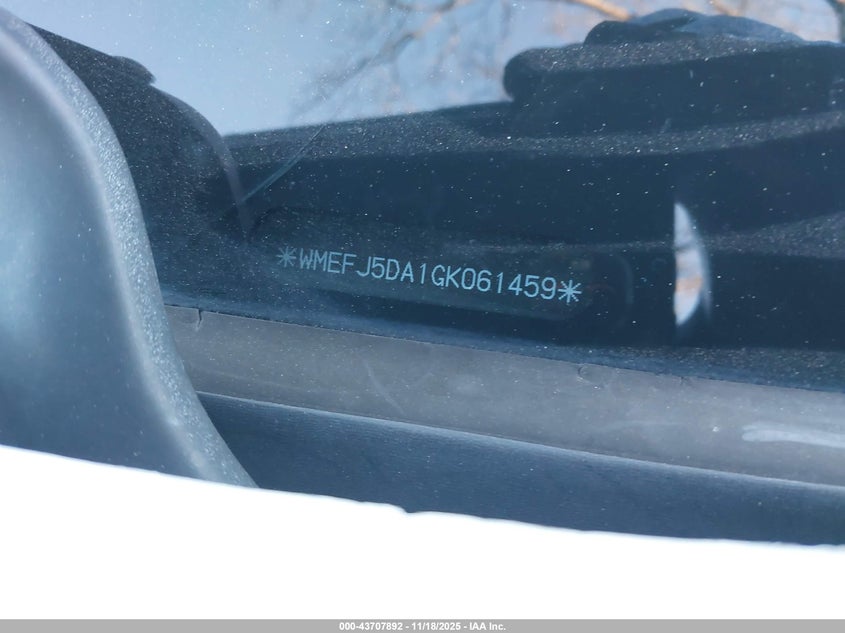 *WMEFJ5DA1GK061459*
000-43707892 - 11/18/2025 - IAA Inc.